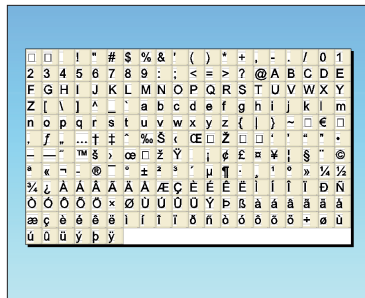 □ □ ! " # $ % & ' ( ) * + , - . / 0 1
2 3 4 5 6 7 8 9 : ; < = > ? @ A B C D E
F G H I J K L M N O P Q R S T U V W X Y
Z [ \ ] ^ _ ` a b c d e f g h i j k l m
n o p q r s t u v w x y z { | } ~ □ € □
‚ ƒ „ … † ‡ ˆ ‰ Š ‹ Œ □ Ž □ □ ‘ ’ “ ” •
– — ˜ ™ š › œ □ ž Ÿ ¡ ¢ £ ¤ ¥ ¦ § ¨ ©
ª « ¬ - ® ¯ ° ± ² ³ ´ µ ¶ · ¸ ¹ º » ¼ ½
¾ ¿ À Á Â Ã Ä Å Æ Ç È É Ê Ë Ì Í Î Ï Ð Ñ
Ò Ó Ô Õ Ö × Ø Ù Ú Û Ü Ý Þ ß à á â ã ä å
æ ç è é ê ë ì í î ï ð ñ ò ó ô õ ö ÷ ø ù
ú û ü ý þ ÿ